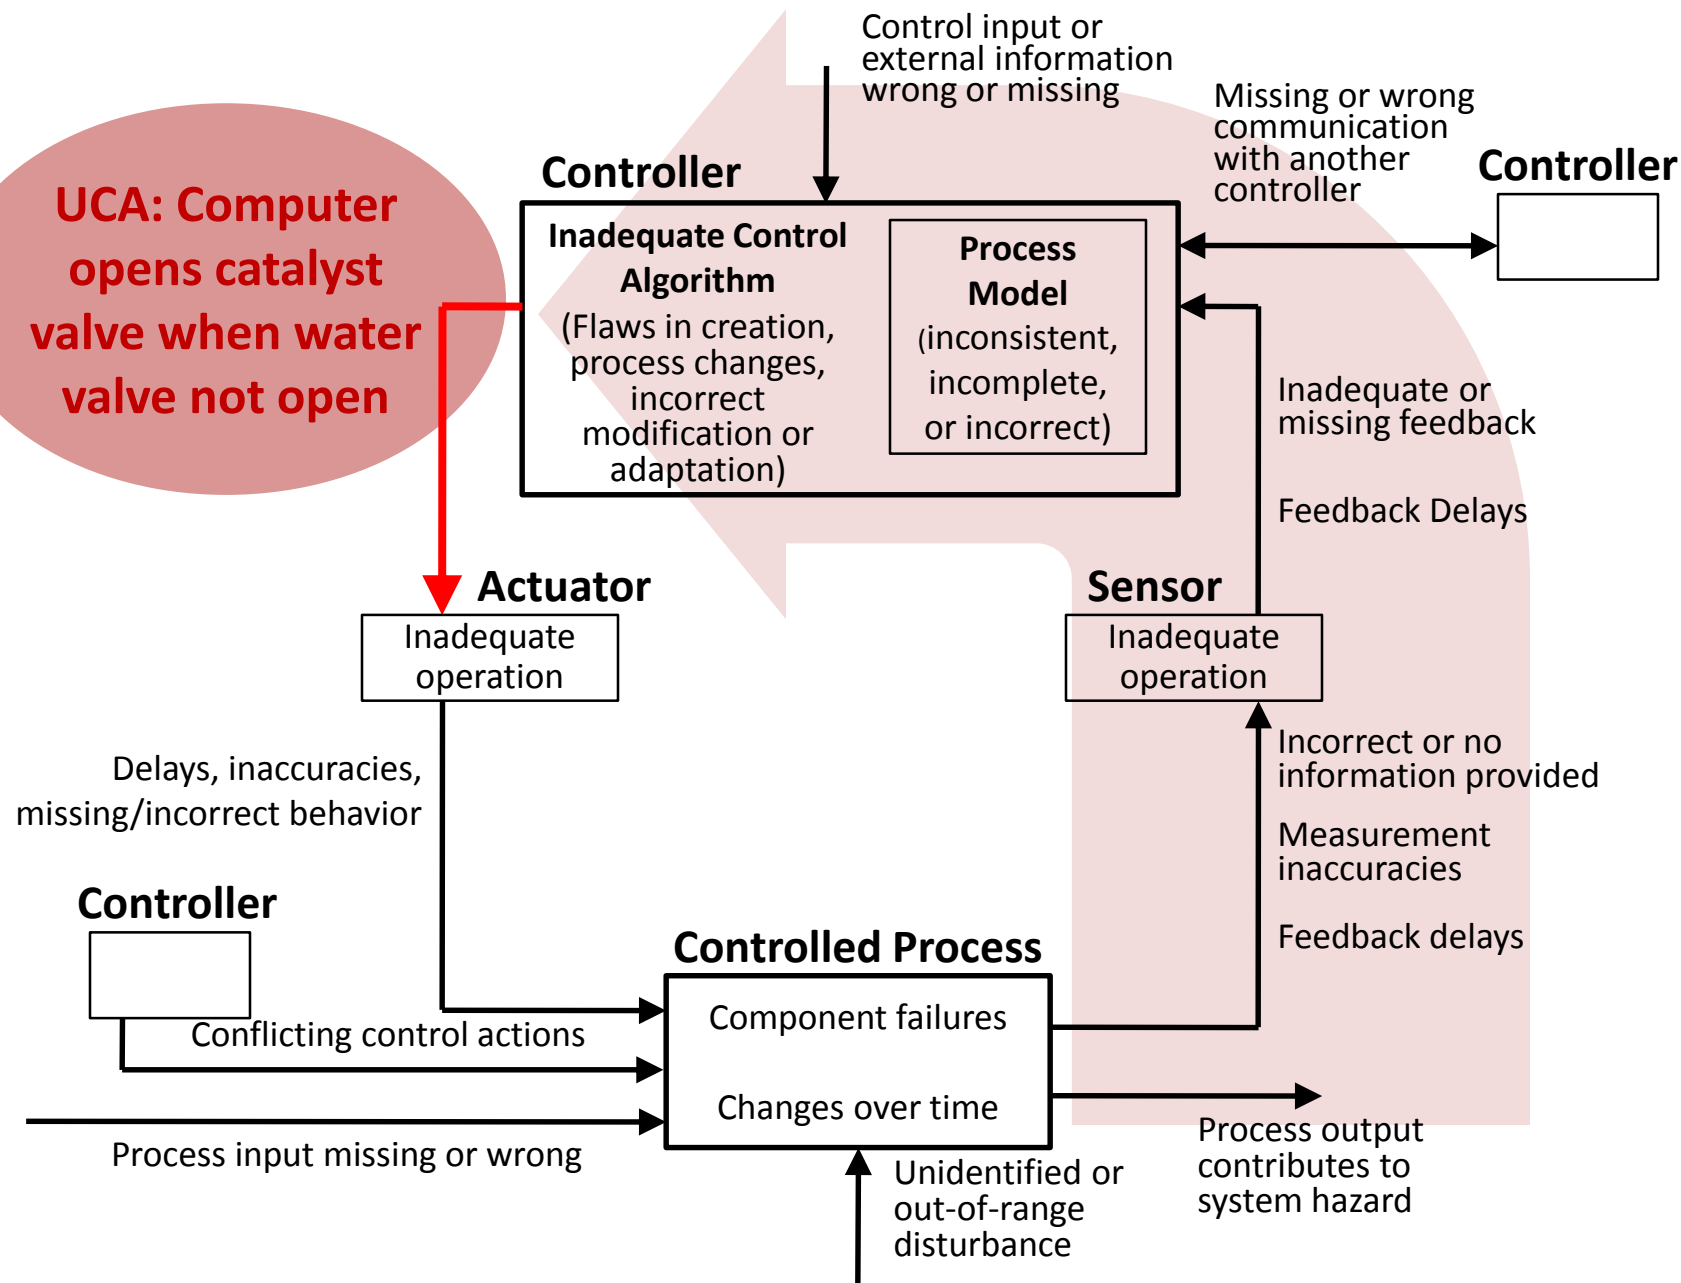 Control input or
external information
wrong or missing
Missing or wrong
communication
with another
controller
Controller
Controller
UCA: Computer
opens catalyst
valve when water
valve not open
Inadequate Control
Algorithm
(Flaws in creation,
process changes,
incorrect
modification or
adaptation)
Process
Model
(inconsistent,
incomplete,
or incorrect)
Inadequate or
missing feedback
Feedback Delays
Actuator
Inadequate
operation
Sensor
Inadequate
operation
Delays, inaccuracies,
missing/incorrect behavior
Incorrect or no
information provided
Measurement
inaccuracies
Feedback delays
Controller
Conflicting control actions
Controlled Process
Component failures
Changes over time
Process input missing or wrong
Unidentified or
out-of-range
disturbance
Process output
contributes to
system hazard